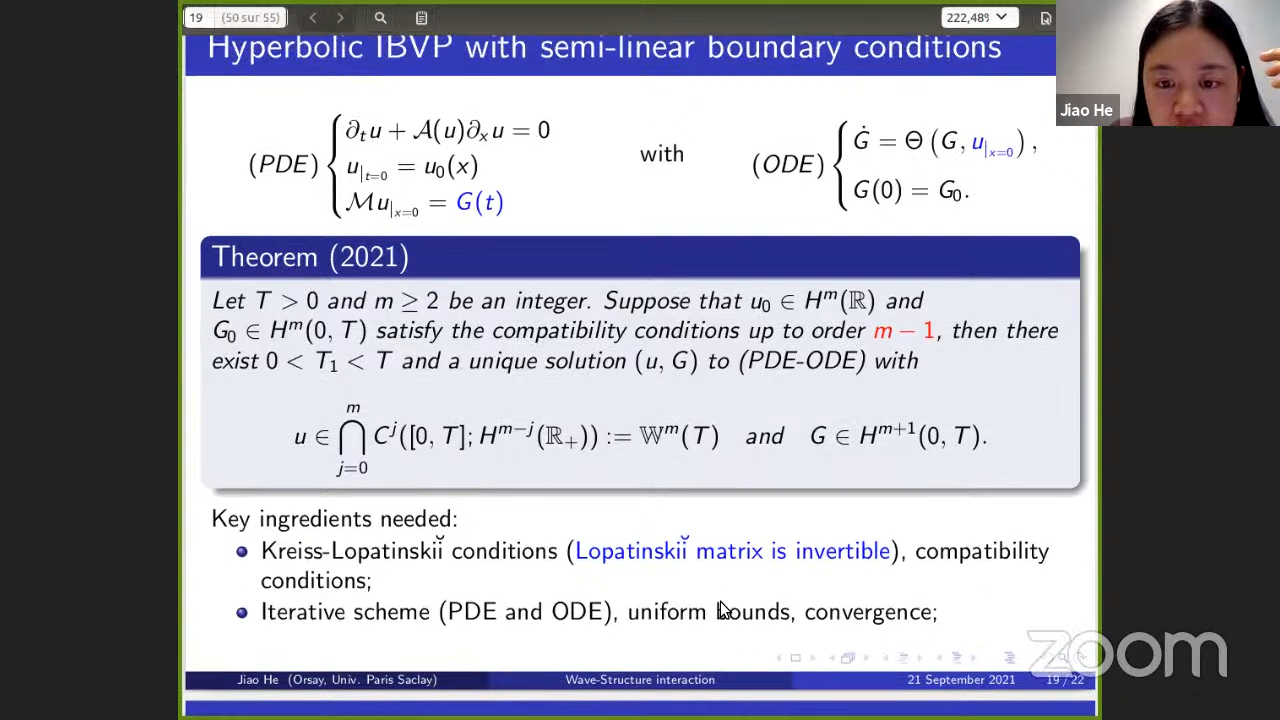 19 (50 sur 55) 222,48%
Hyperbolic IBVP with semi-linear boundary conditions
Jiao He
(PDE) { ∂ₜu + 𝒜(u)∂ₓu = 0
u|ₜ₌₀ = u₀(x)
ℳu|ₓ₌₀ = G(t)
with
(ODE) { Ġ = Θ (G, u|ₓ₌₀) ,
G(0) = G₀.
Theorem (2021)
Let T > 0 and m ≥ 2 be an integer. Suppose that u₀ ∈ Hᵐ(ℝ) and
G₀ ∈ Hᵐ(0, T) satisfy the compatibility conditions up to order m − 1, then there
exist 0 < T₁ < T and a unique solution (u, G) to (PDE-ODE) with
u ∈ ⋂_{j=0}^{m} Cʲ([0, T]; Hᵐ⁻ʲ(ℝ₊)) := 𝕎ᵐ(T) and G ∈ Hᵐ⁺¹(0, T).
Key ingredients needed:
Kreiss-Lopatinskiĭ conditions (Lopatinskiĭ matrix is invertible), compatibility
conditions;
Iterative scheme (PDE and ODE), uniform bounds, convergence;
zoom
Jiao He (Orsay, Univ. Paris Saclay) Wave-Structure interaction 21 September 2021 19 / 22